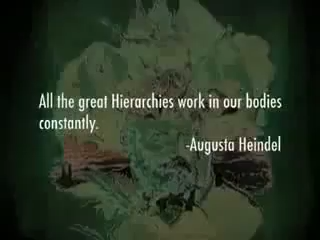 All the great Hierarchies work in our bodies
constantly.
-Augusta Heindel